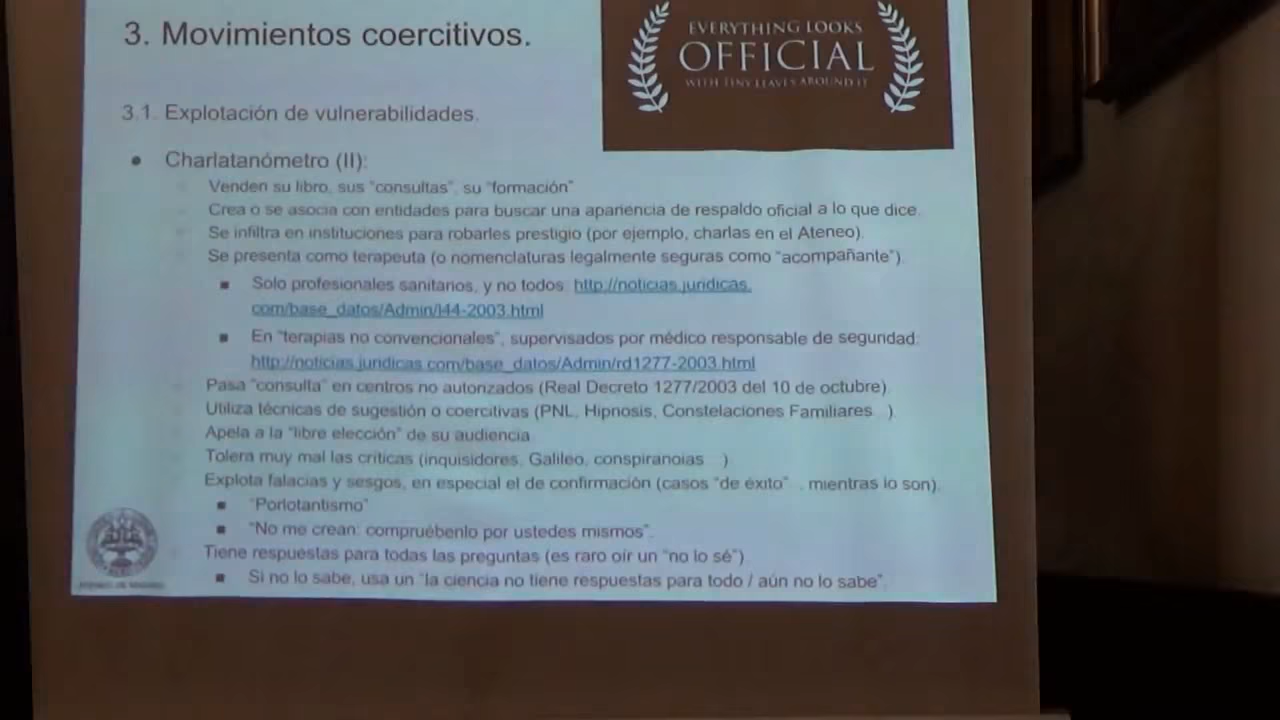 3. Movimientos coercitivos.
EVERYTHING LOOKS
OFFICIAL
WITH TINY LEAVES AROUND IT
3.1. Explotación de vulnerabilidades.
• Charlatanómetro (II):
Venden su libro, sus "consultas", su "formación"
Crea o se asocia con entidades para buscar una apariencia de respaldo oficial a lo que dice.
Se infiltra en instituciones para robarles prestigio (por ejemplo, charlas en el Ateneo).
Se presenta como terapeuta (o nomenclaturas legalmente seguras como "acompañante").
■ Solo profesionales sanitarios, y no todos: http://noticias.juridicas.
com/base_datos/Admin/l44-2003.html
■ En "terapias no convencionales", supervisados por médico responsable de seguridad:
http://noticias.juridicas.com/base_datos/Admin/rd1277-2003.html
Pasa "consulta" en centros no autorizados (Real Decreto 1277/2003 del 10 de octubre).
Utiliza técnicas de sugestión o coercitivas (PNL, Hipnosis, Constelaciones Familiares...).
Apela a la "libre elección" de su audiencia.
Tolera muy mal las críticas (inquisidores, Galileo, conspiranoias...)
Explota falacias y sesgos, en especial el de confirmación (casos "de éxito"... mientras lo son).
■ "Porlotantismo"
■ "No me crean: compruébenlo por ustedes mismos".
Tiene respuestas para todas las preguntas (es raro oír un "no lo sé")
■ Si no lo sabe, usa un "la ciencia no tiene respuestas para todo / aún no lo sabe".